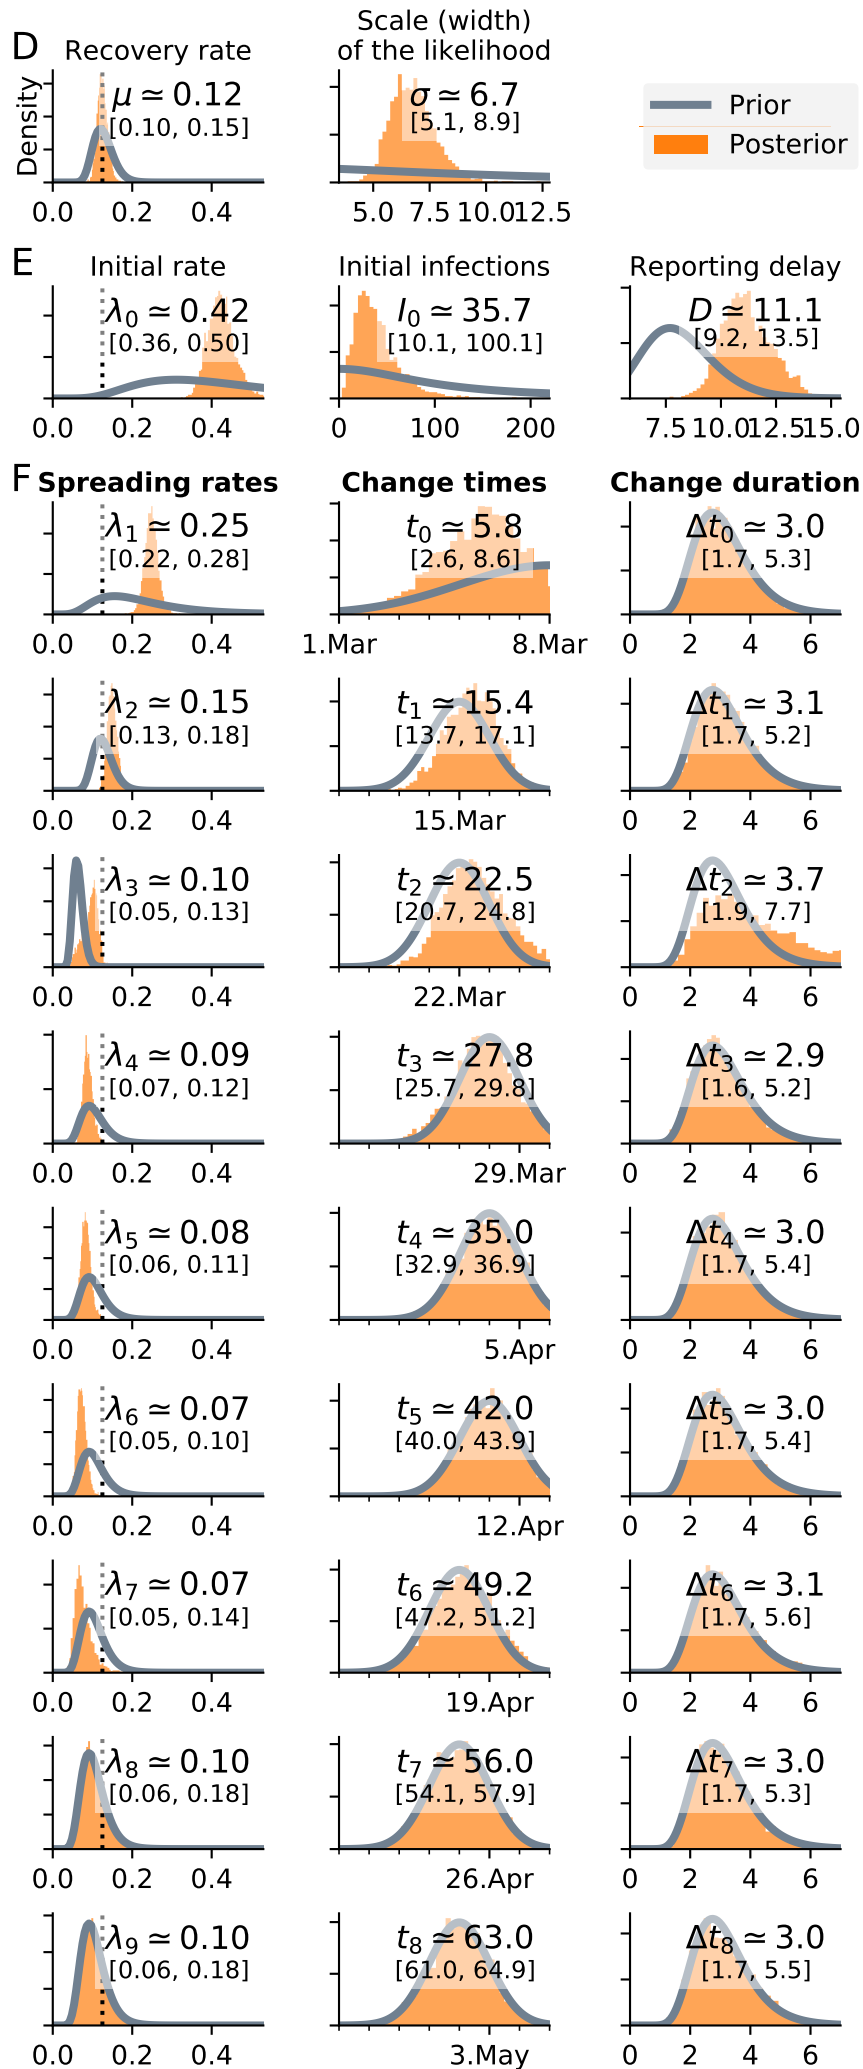 D
Recovery rate
Scale (width)
of the likelihood
Density
μ ≃ 0.12
[0.10, 0.15]
σ ≃ 6.7
[5.1, 8.9]
Prior
Posterior
0.0 0.2 0.4
5.0 7.5 10.0 12.5
E
Initial rate
Initial infections
Reporting delay
λ0 ≃ 0.42
[0.36, 0.50]
I0 ≃ 35.7
[10.1, 100.1]
D ≃ 11.1
[9.2, 13.5]
0.0 0.2 0.4
0 100 200
7.5 10.0 12.5 15.0
F
Spreading rates
Change times
Change duration
λ1 ≃ 0.25
[0.22, 0.28]
t0 ≃ 5.8
[2.6, 8.6]
Δt0 ≃ 3.0
[1.7, 5.3]
0.0 0.2 0.4
1.Mar 8.Mar
0 2 4 6
λ2 ≃ 0.15
[0.13, 0.18]
t1 ≃ 15.4
[13.7, 17.1]
Δt1 ≃ 3.1
[1.7, 5.2]
0.0 0.2 0.4
15.Mar
0 2 4 6
λ3 ≃ 0.10
[0.05, 0.13]
t2 ≃ 22.5
[20.7, 24.8]
Δt2 ≃ 3.7
[1.9, 7.7]
0.0 0.2 0.4
22.Mar
0 2 4 6
λ4 ≃ 0.09
[0.07, 0.12]
t3 ≃ 27.8
[25.7, 29.8]
Δt3 ≃ 2.9
[1.6, 5.2]
0.0 0.2 0.4
29.Mar
0 2 4 6
λ5 ≃ 0.08
[0.06, 0.11]
t4 ≃ 35.0
[32.9, 36.9]
Δt4 ≃ 3.0
[1.7, 5.4]
0.0 0.2 0.4
5.Apr
0 2 4 6
λ6 ≃ 0.07
[0.05, 0.10]
t5 ≃ 42.0
[40.0, 43.9]
Δt5 ≃ 3.0
[1.7, 5.4]
0.0 0.2 0.4
12.Apr
0 2 4 6
λ7 ≃ 0.07
[0.05, 0.14]
t6 ≃ 49.2
[47.2, 51.2]
Δt6 ≃ 3.1
[1.7, 5.6]
0.0 0.2 0.4
19.Apr
0 2 4 6
λ8 ≃ 0.10
[0.06, 0.18]
t7 ≃ 56.0
[54.1, 57.9]
Δt7 ≃ 3.0
[1.7, 5.3]
0.0 0.2 0.4
26.Apr
0 2 4 6
λ9 ≃ 0.10
[0.06, 0.18]
t8 ≃ 63.0
[61.0, 64.9]
Δt8 ≃ 3.0
[1.7, 5.5]
0.0 0.2 0.4
3.May
0 2 4 6